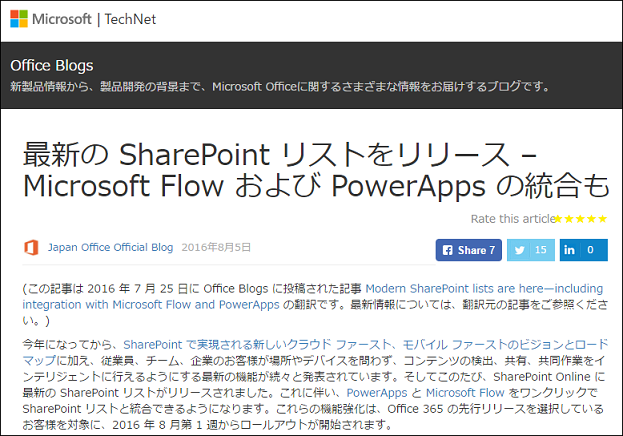 Microsoft | TechNet
Office Blogs
新製品情報から、製品開発の背景まで、Microsoft Officeに関するさまざまな情報をお届けするブログです。
最新の SharePoint リストをリリース –
Microsoft Flow および PowerApps の統合も
Rate this article ★★★★★
Japan Office Official Blog 2016年8月5日 Share 7 15 in 0
(この記事は 2016 年 7 月 25 日に Office Blogs に投稿された記事 Modern SharePoint lists are here—including
integration with Microsoft Flow and PowerApps の翻訳です。最新情報については、翻訳元の記事をご参照くださ
い。)
今年になってから、SharePoint で実現される新しいクラウド ファースト、モバイル ファーストのビジョンとロード
マップに加え、従業員、チーム、企業のお客様が場所やデバイスを問わず、コンテンツの検出、共有、共同作業をイ
ンテリジェントに行えるようにする最新の機能が続々と発表されています。そしてこのたび、SharePoint Online に
最新の SharePoint リストがリリースされました。これに伴い、PowerApps と Microsoft Flow をワンクリックで
SharePoint リストと統合できるようになります。これらの機能強化は、Office 365 の先行リリースを選択している
お客様を対象に、2016 年 8 月第 1 週からロールアウトが開始されます。